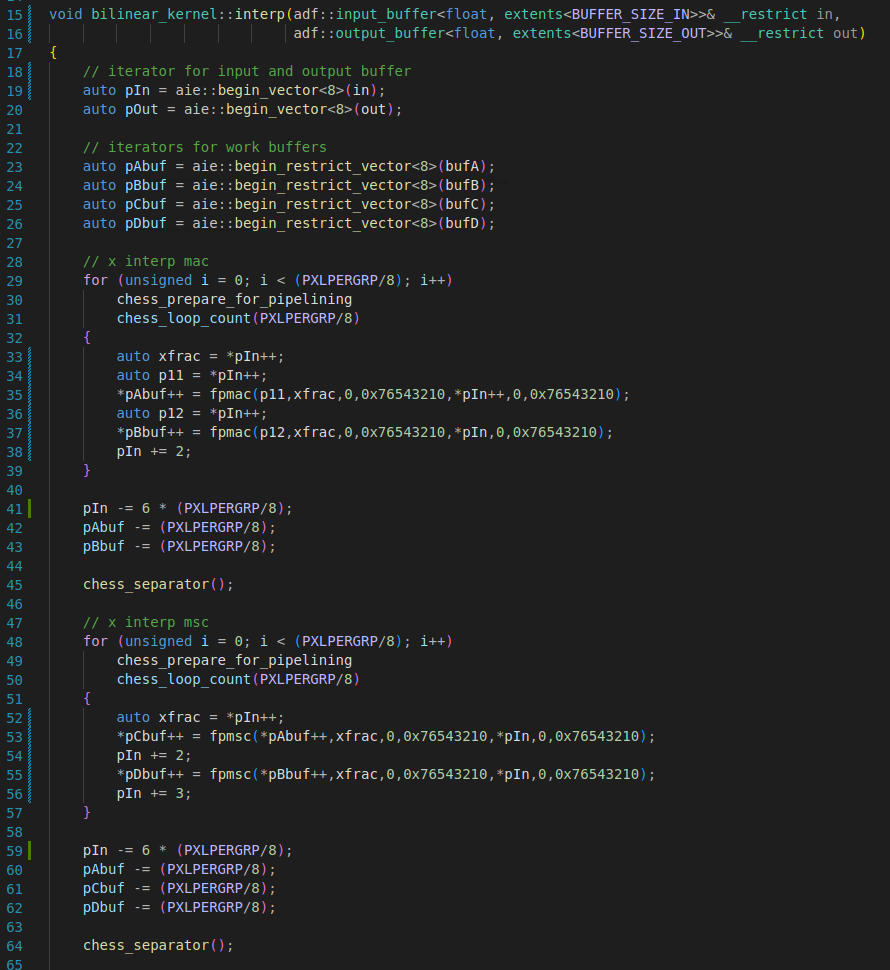 15 void bilinear_kernel::interp(adf::input_buffer<float, extents<BUFFER_SIZE_IN>>& __restrict in,
16                              adf::output_buffer<float, extents<BUFFER_SIZE_OUT>>& __restrict out)
17 {
18     // iterator for input and output buffer
19     auto pIn = aie::begin_vector<8>(in);
20     auto pOut = aie::begin_vector<8>(out);
21
22     // iterators for work buffers
23     auto pAbuf = aie::begin_restrict_vector<8>(bufA);
24     auto pBbuf = aie::begin_restrict_vector<8>(bufB);
25     auto pCbuf = aie::begin_restrict_vector<8>(bufC);
26     auto pDbuf = aie::begin_restrict_vector<8>(bufD);
27
28     // x interp mac
29     for (unsigned i = 0; i < (PXLPERGRP/8); i++)
30         chess_prepare_for_pipelining
31         chess_loop_count(PXLPERGRP/8)
32     {
33         auto xfrac = *pIn++;
34         auto p11 = *pIn++;
35         *pAbuf++ = fpmac(p11,xfrac,0,0x76543210,*pIn++,0,0x76543210);
36         auto p12 = *pIn++;
37         *pBbuf++ = fpmac(p12,xfrac,0,0x76543210,*pIn,0,0x76543210);
38         pIn += 2;
39     }
40
41     pIn -= 6 * (PXLPERGRP/8);
42     pAbuf -= (PXLPERGRP/8);
43     pBbuf -= (PXLPERGRP/8);
44
45     chess_separator();
46
47     // x interp msc
48     for (unsigned i = 0; i < (PXLPERGRP/8); i++)
49         chess_prepare_for_pipelining
50         chess_loop_count(PXLPERGRP/8)
51     {
52         auto xfrac = *pIn++;
53         *pCbuf++ = fpmsc(*pAbuf++,xfrac,0,0x76543210,*pIn,0,0x76543210);
54         pIn += 2;
55         *pDbuf++ = fpmsc(*pBbuf++,xfrac,0,0x76543210,*pIn,0,0x76543210);
56         pIn += 3;
57     }
58
59     pIn -= 6 * (PXLPERGRP/8);
60     pAbuf -= (PXLPERGRP/8);
61     pCbuf -= (PXLPERGRP/8);
62     pDbuf -= (PXLPERGRP/8);
63
64     chess_separator();
65